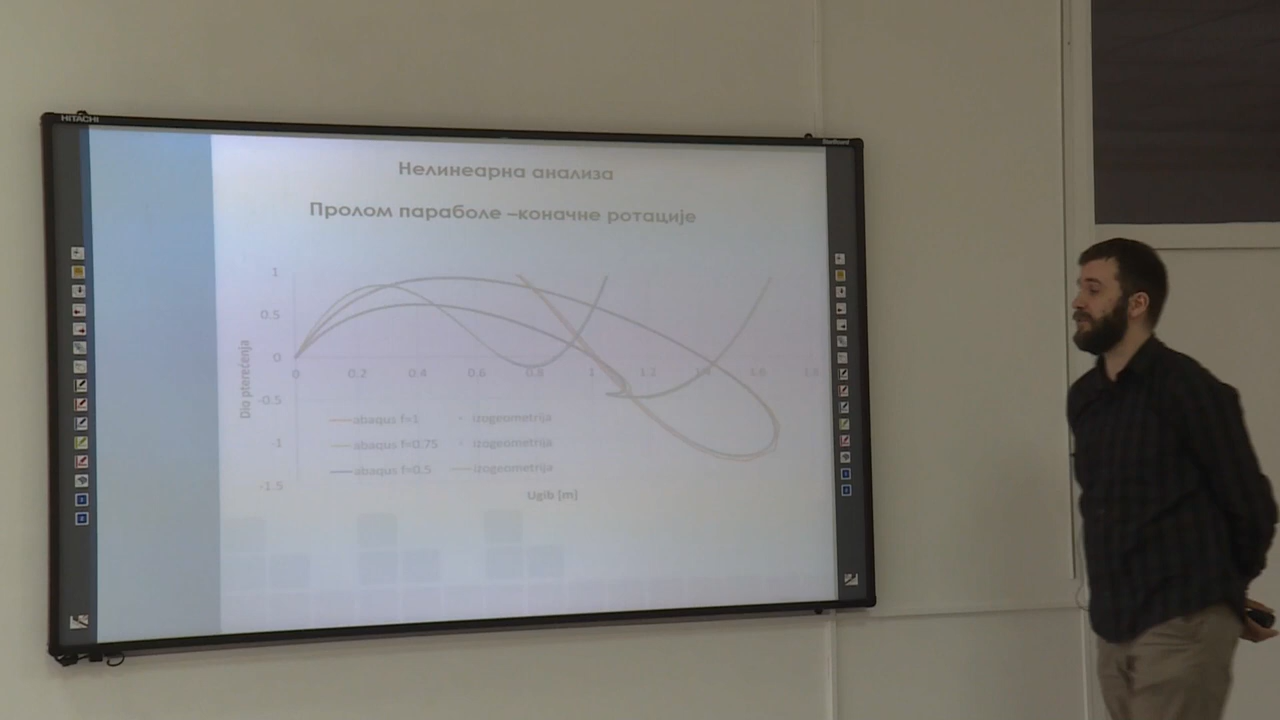 HITACHI
StarBoard
Нелинеарна анализа
Пролом параболе –коначне ротације
1
0.5
0
-0.5
-1
-1.5
0 0.2 0.4 0.6 0.8 1 1.2 1.4 1.6 1.8
Dio pterećenja
abaqus f=1 izogeometrija
abaqus f=0.75 izogeometrija
abaqus f=0.5 izogeometrija
Ugib [m]